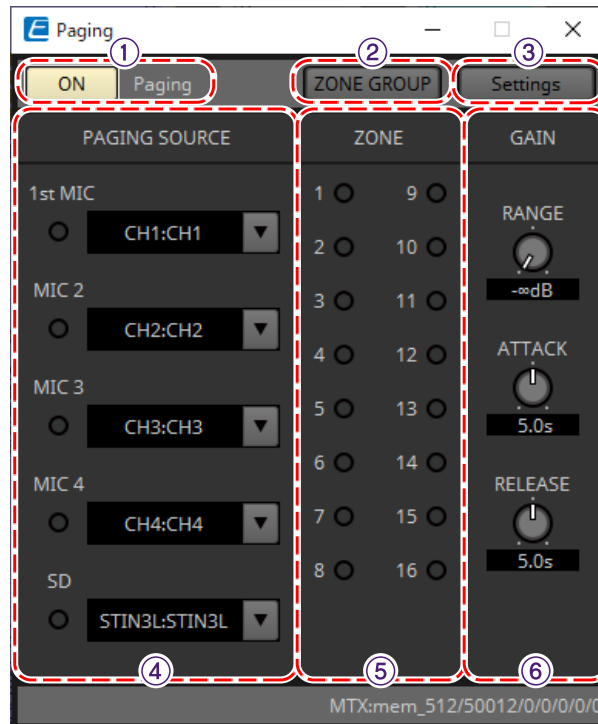 Paging
① ② ③
ON Paging ZONE GROUP Settings
PAGING SOURCE
1st MIC
CH1:CH1
MIC 2
CH2:CH2
MIC 3
CH3:CH3
MIC 4
CH4:CH4
SD
STIN3L:STIN3L
④
ZONE
1 9
2 10
3 11
4 12
5 13
6 14
7 15
8 16
⑤
GAIN
RANGE
-∞dB
ATTACK
5.0s
RELEASE
5.0s
⑥
MTX:mem_512/50012/0/0/0/0/0